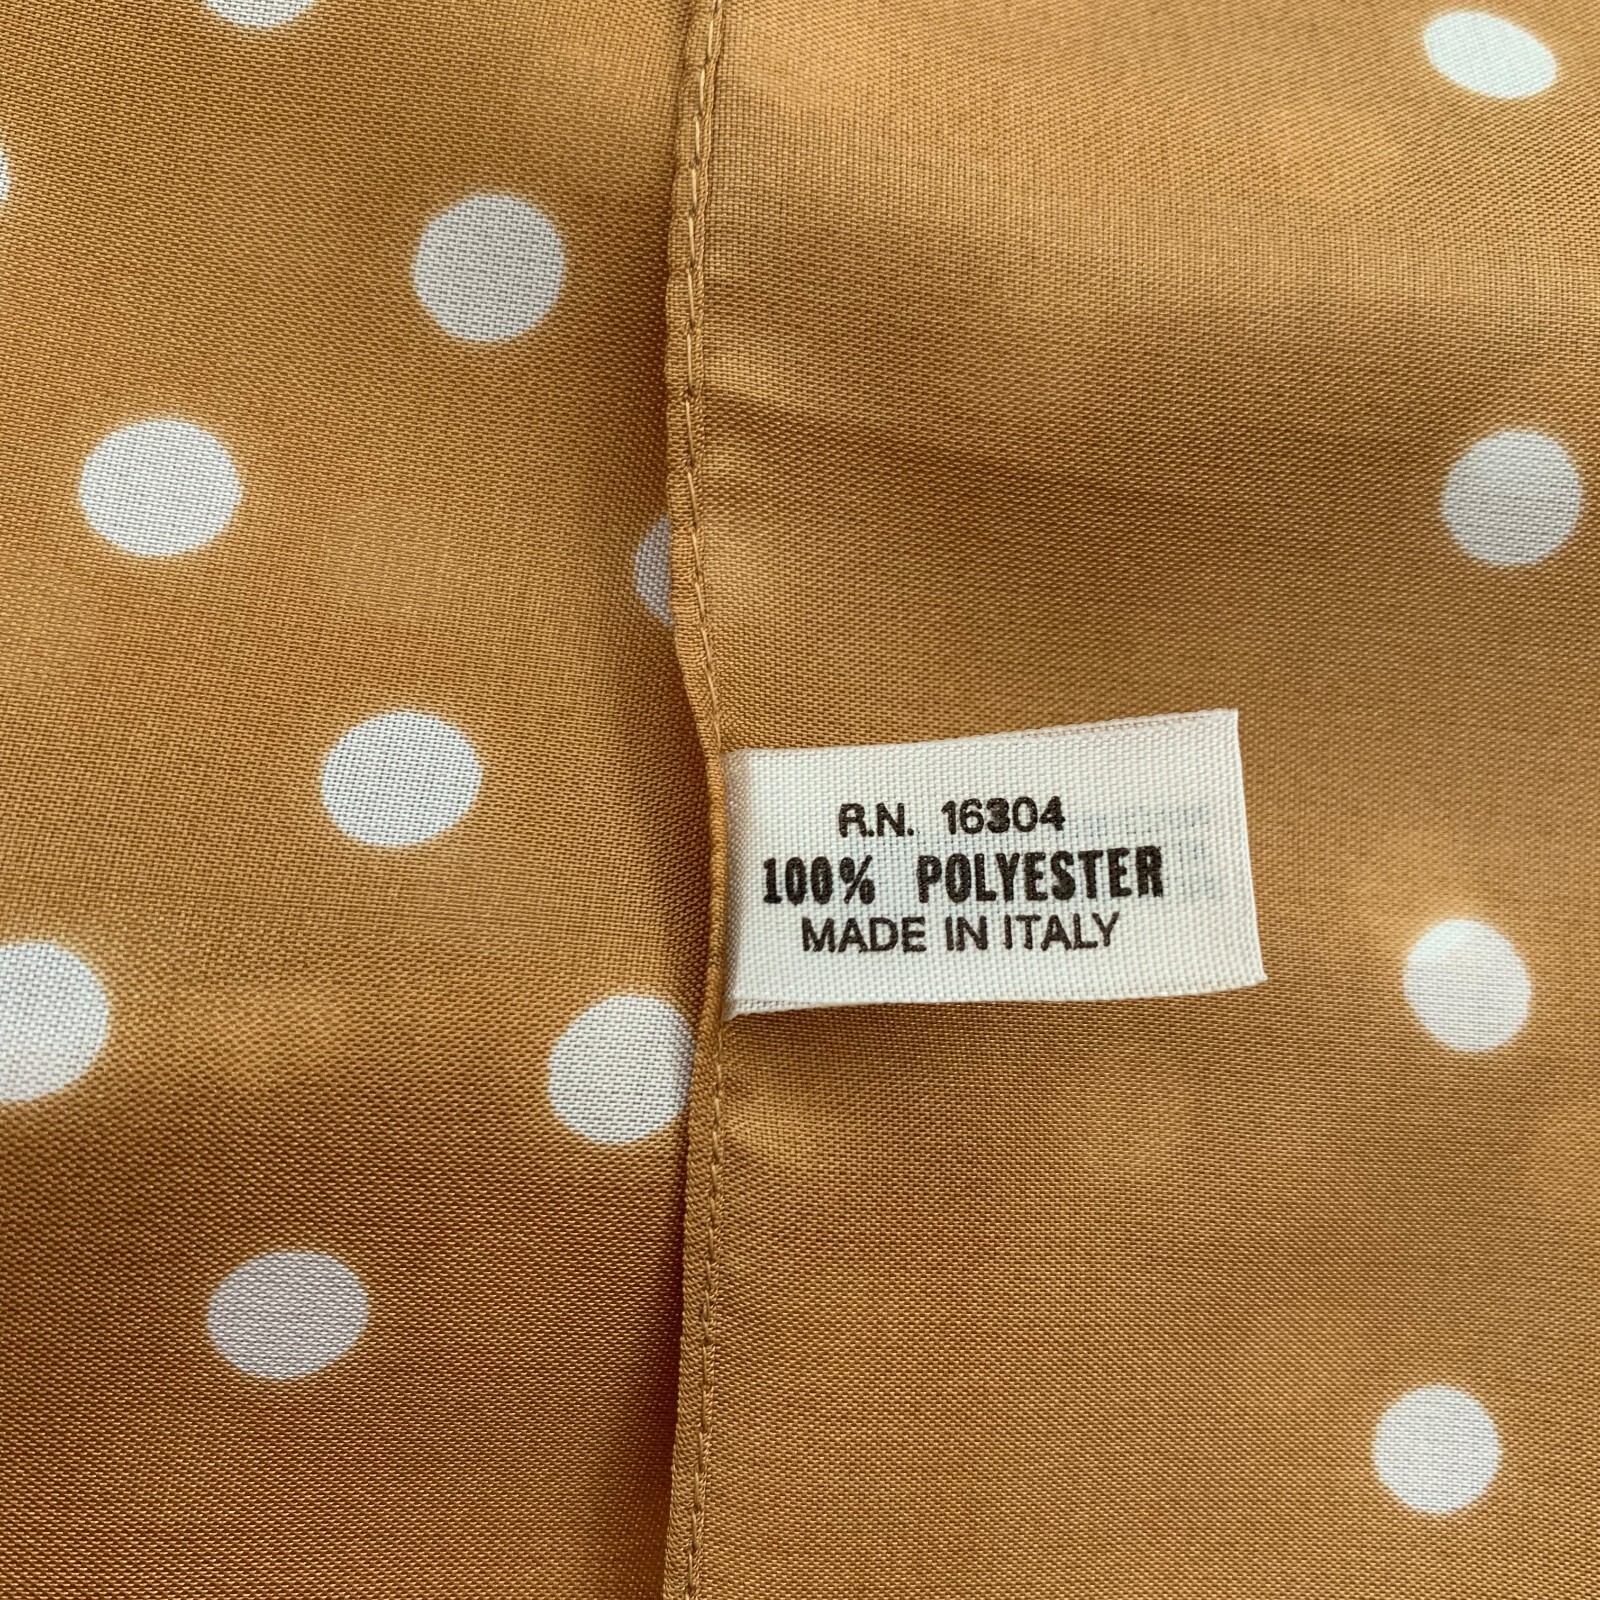 R.N. 16304
100% POLYESTER
MADE IN ITALY